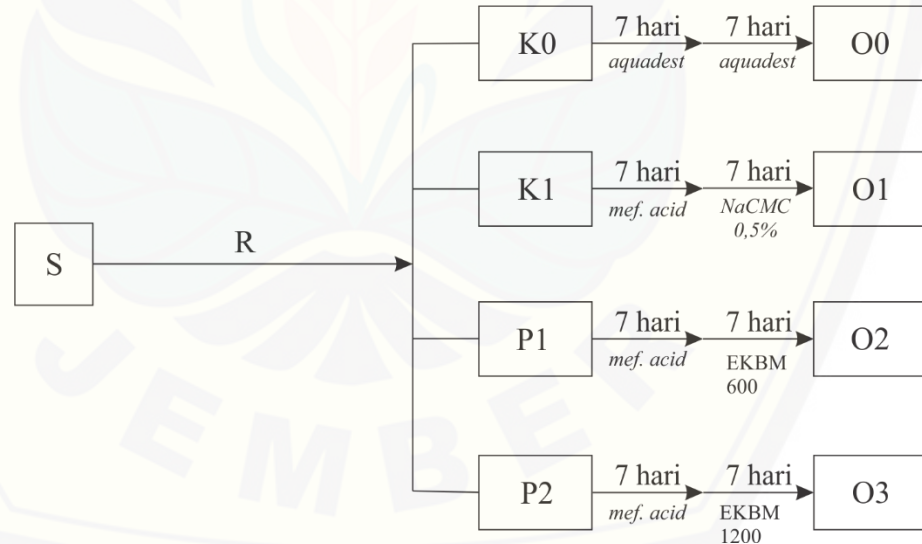 K0
7 hari
7 hari
O0
aquadest
aquadest
K1
7 hari
7 hari
O1
mef. acid
NaCMC
0,5%
S
R
P1
7 hari
7 hari
O2
mef. acid
EKBM
600
P2
7 hari
7 hari
O3
mef. acid
EKBM
1200
JEMBER